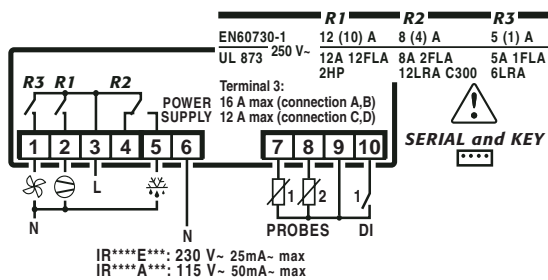 R1 R2 R3
EN60730-1 250 V~ 12 (10) A 8 (4) A 5 (1) A
UL 873 12A 12FLA 8A 2FLA 5A 1FLA
2HP 12LRA C300 6LRA
Terminal 3:
16 A max (connection A,B)
12 A max (connection C,D)
R3 R1 R2 POWER SUPPLY
SERIAL and KEY
1 2 3 4 5 6 7 8 9 10
L
1 2 1
N N PROBES DI
IR****E***: 230 V~ 25mA~ max
IR****A***: 115 V~ 50mA~ max